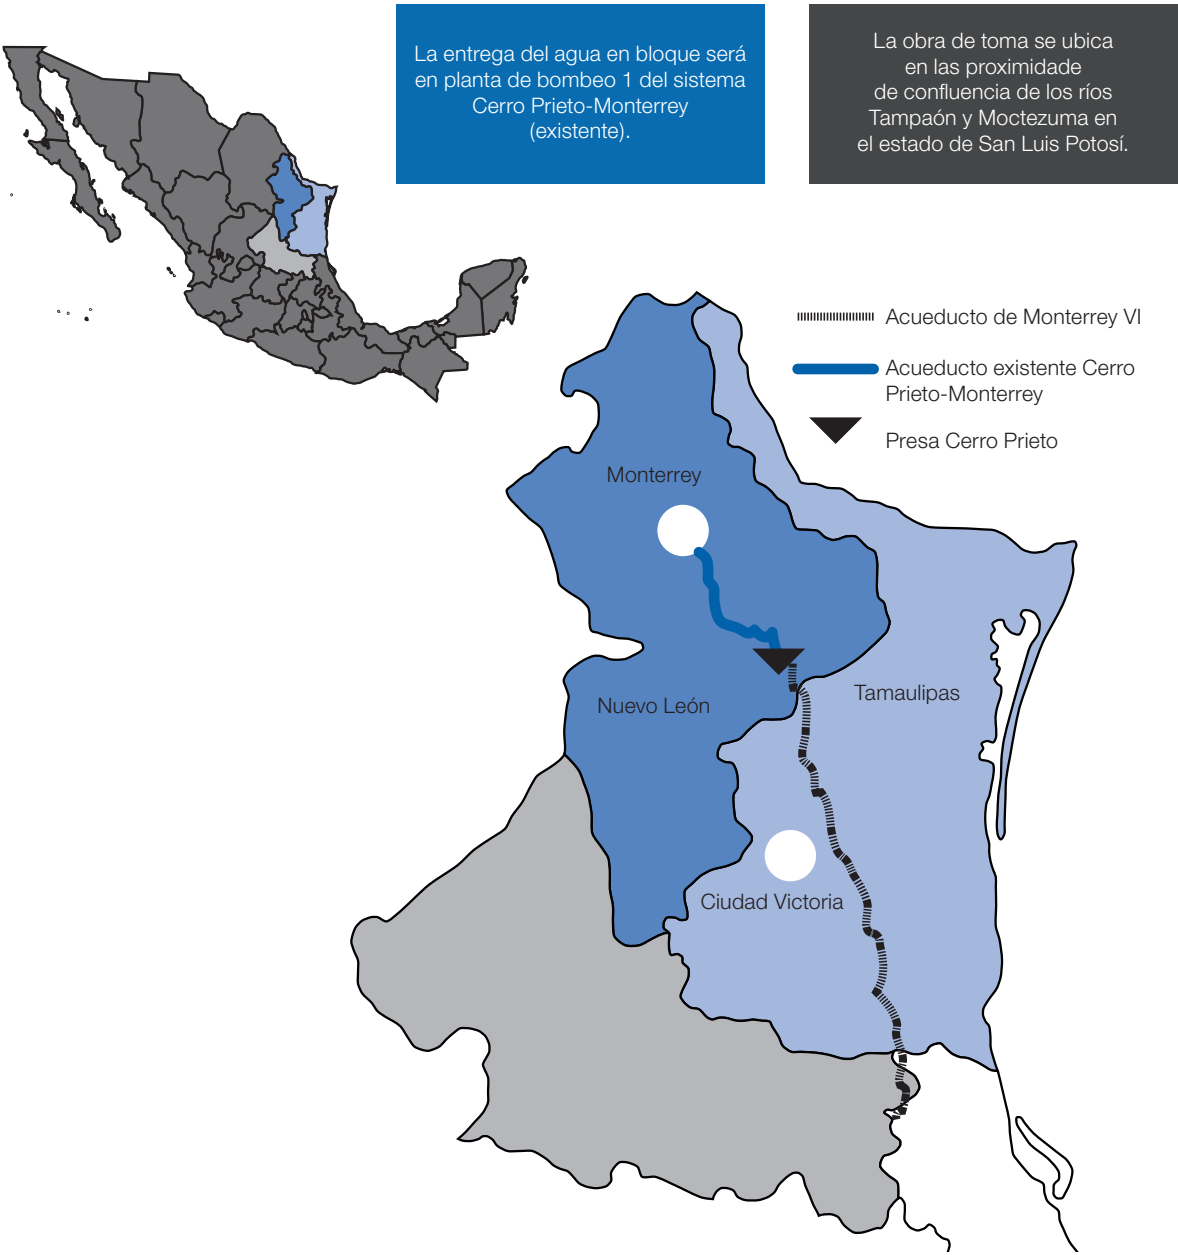 La entrega del agua en bloque será
en planta de bombeo 1 del sistema
Cerro Prieto-Monterrey
(existente).
La obra de toma se ubica
en las proximidade
de confluencia de los ríos
Tampaón y Moctezuma en
el estado de San Luis Potosí.
Acueducto de Monterrey VI
Acueducto existente Cerro
Prieto-Monterrey
Presa Cerro Prieto
Monterrey
Nuevo León
Tamaulipas
Ciudad Victoria